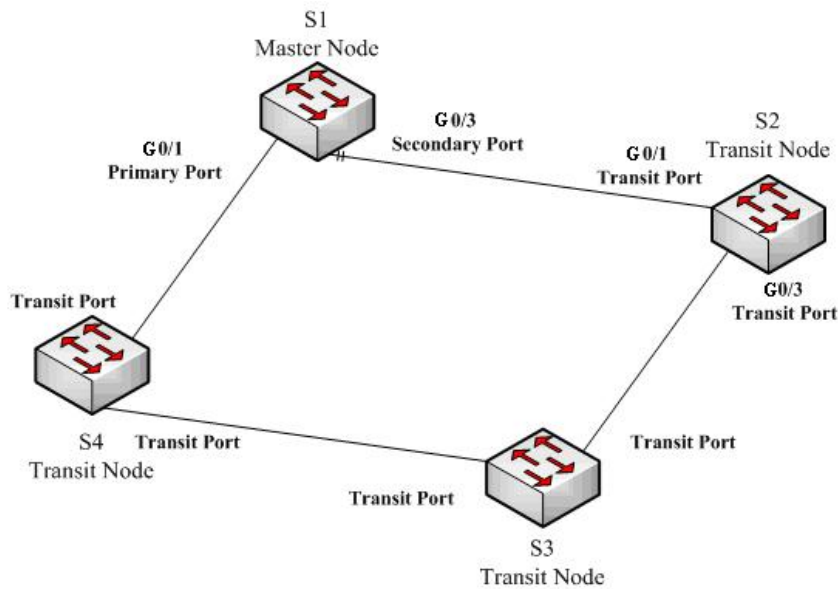 S1
Master Node
G0/1
Primary Port
G0/3
Secondary Port
S2
Transit Node
G0/1
Transit Port
G0/3
Transit Port
Transit Port
S4
Transit Node
Transit Port
Transit Port
Transit Port
S3
Transit Node